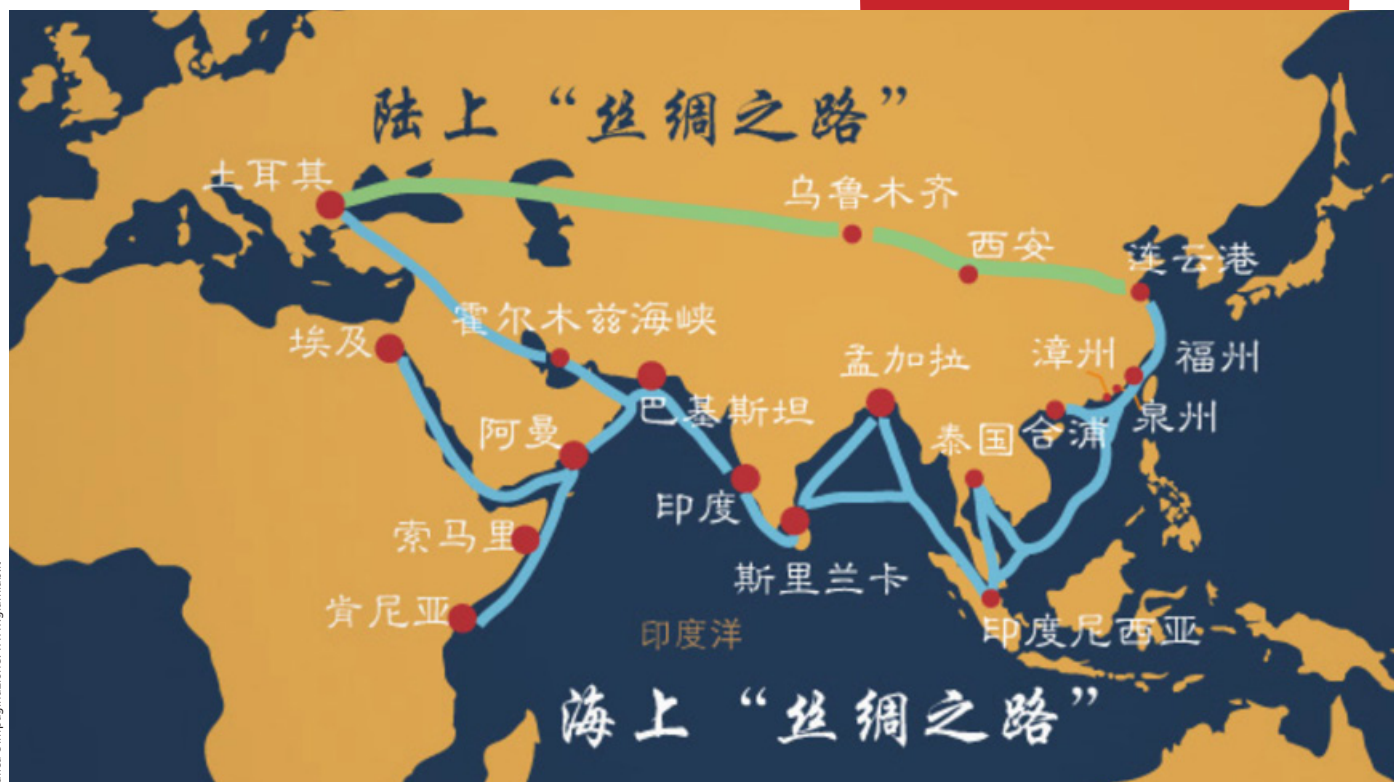 陆上“丝绸之路”
土耳其
乌鲁木齐
西安
连云港
霍尔木兹海峡
埃及
孟加拉
漳州
福州
巴基斯坦
阿曼
泰国
合浦
泉州
印度
索马里
斯里兰卡
肯尼亚
印度洋
印度尼西亚
海上“丝绸之路”